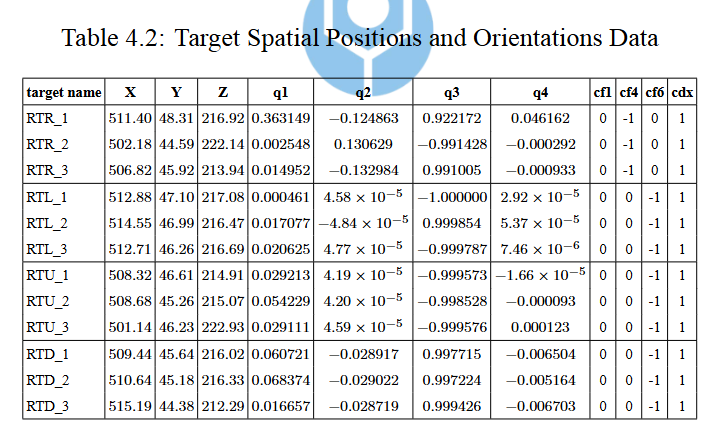 Table 4.2: Target Spatial Positions and Orientations Data
target name X Y Z q1 q2 q3 q4 cf1 cf4 cf6 cdx
RTR_1 511.40 48.31 216.92 0.363149 −0.124863 0.922172 0.046162 0 -1 0 1
RTR_2 502.18 44.59 222.14 0.002548 0.130629 −0.991428 −0.000292 0 -1 0 1
RTR_3 506.82 45.92 213.94 0.014952 −0.132984 0.991005 −0.000933 0 -1 0 1
RTL_1 512.88 47.10 217.08 0.000461 4.58 × 10−5 −1.000000 2.92 × 10−5 0 0 -1 1
RTL_2 514.55 46.99 216.47 0.017077 −4.84 × 10−5 0.999854 5.37 × 10−5 0 0 -1 1
RTL_3 512.71 46.26 216.69 0.020625 4.77 × 10−5 −0.999787 7.46 × 10−6 0 0 -1 1
RTU_1 508.32 46.61 214.91 0.029213 4.19 × 10−5 −0.999573 −1.66 × 10−5 0 0 -1 1
RTU_2 508.68 45.26 215.07 0.054229 4.20 × 10−5 −0.998528 −0.000093 0 0 -1 1
RTU_3 501.14 46.23 222.93 0.029111 4.59 × 10−5 −0.999576 0.000123 0 0 -1 1
RTD_1 509.44 45.64 216.02 0.060721 −0.028917 0.997715 −0.006504 0 0 -1 1
RTD_2 510.64 45.18 216.33 0.068374 −0.029022 0.997224 −0.005164 0 0 -1 1
RTD_3 515.19 44.38 212.29 0.016657 −0.028719 0.999426 −0.006703 0 0 -1 1